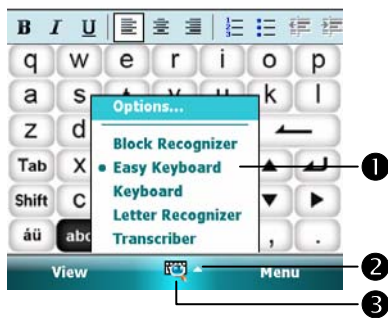 B I U
q w e r i o p
a s k l
Options...
z d
Block Recognizer
Tab x • Easy Keyboard 1
Keyboard
Shift c Letter Recognizer
áü abc Transcriber , .
View Menu 2
3